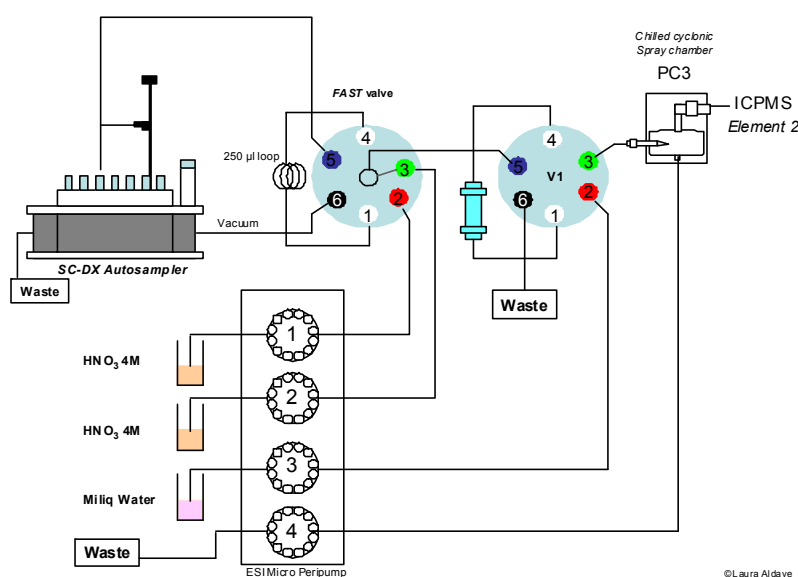 Chilled cyclonic
Spray chamber
PC3
ICPMS
Element 2
FAST valve
250 µl loop
4
5
3
6
2
1
4
5
3
V1
6
2
1
Vacuum
SC-DX Autosampler
Waste
Waste
HNO3 4M
1
HNO3 4M
2
Miliq Water
3
Waste
4
ESI Micro Peripump
©Laura Aldave